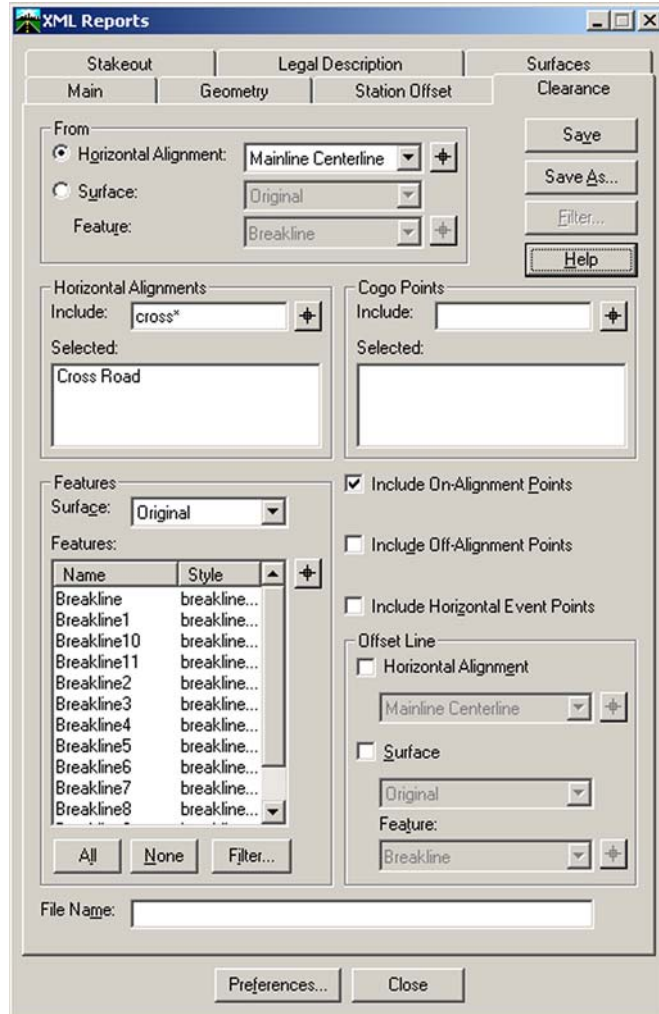 XML Reports
Stakeout Legal Description Surfaces
Main Geometry Station Offset Clearance
From
Horizontal Alignment: Mainline Centerline
Surface: Original
Feature: Breakline
Save
Save As...
Filter...
Help
Horizontal Alignments
Include: cross*
Selected:
Cross Road
Cogo Points
Include:
Selected:
Features
Surface: Original
Features:
Name Style
Breakline breakline...
Breakline1 breakline...
Breakline10 breakline...
Breakline11 breakline...
Breakline2 breakline...
Breakline3 breakline...
Breakline4 breakline...
Breakline5 breakline...
Breakline6 breakline...
Breakline7 breakline...
Breakline8 breakline...
All None Filter...
Include On-Alignment Points
Include Off-Alignment Points
Include Horizontal Event Points
Offset Line
Horizontal Alignment
Mainline Centerline
Surface
Original
Feature:
Breakline
File Name:
Preferences... Close